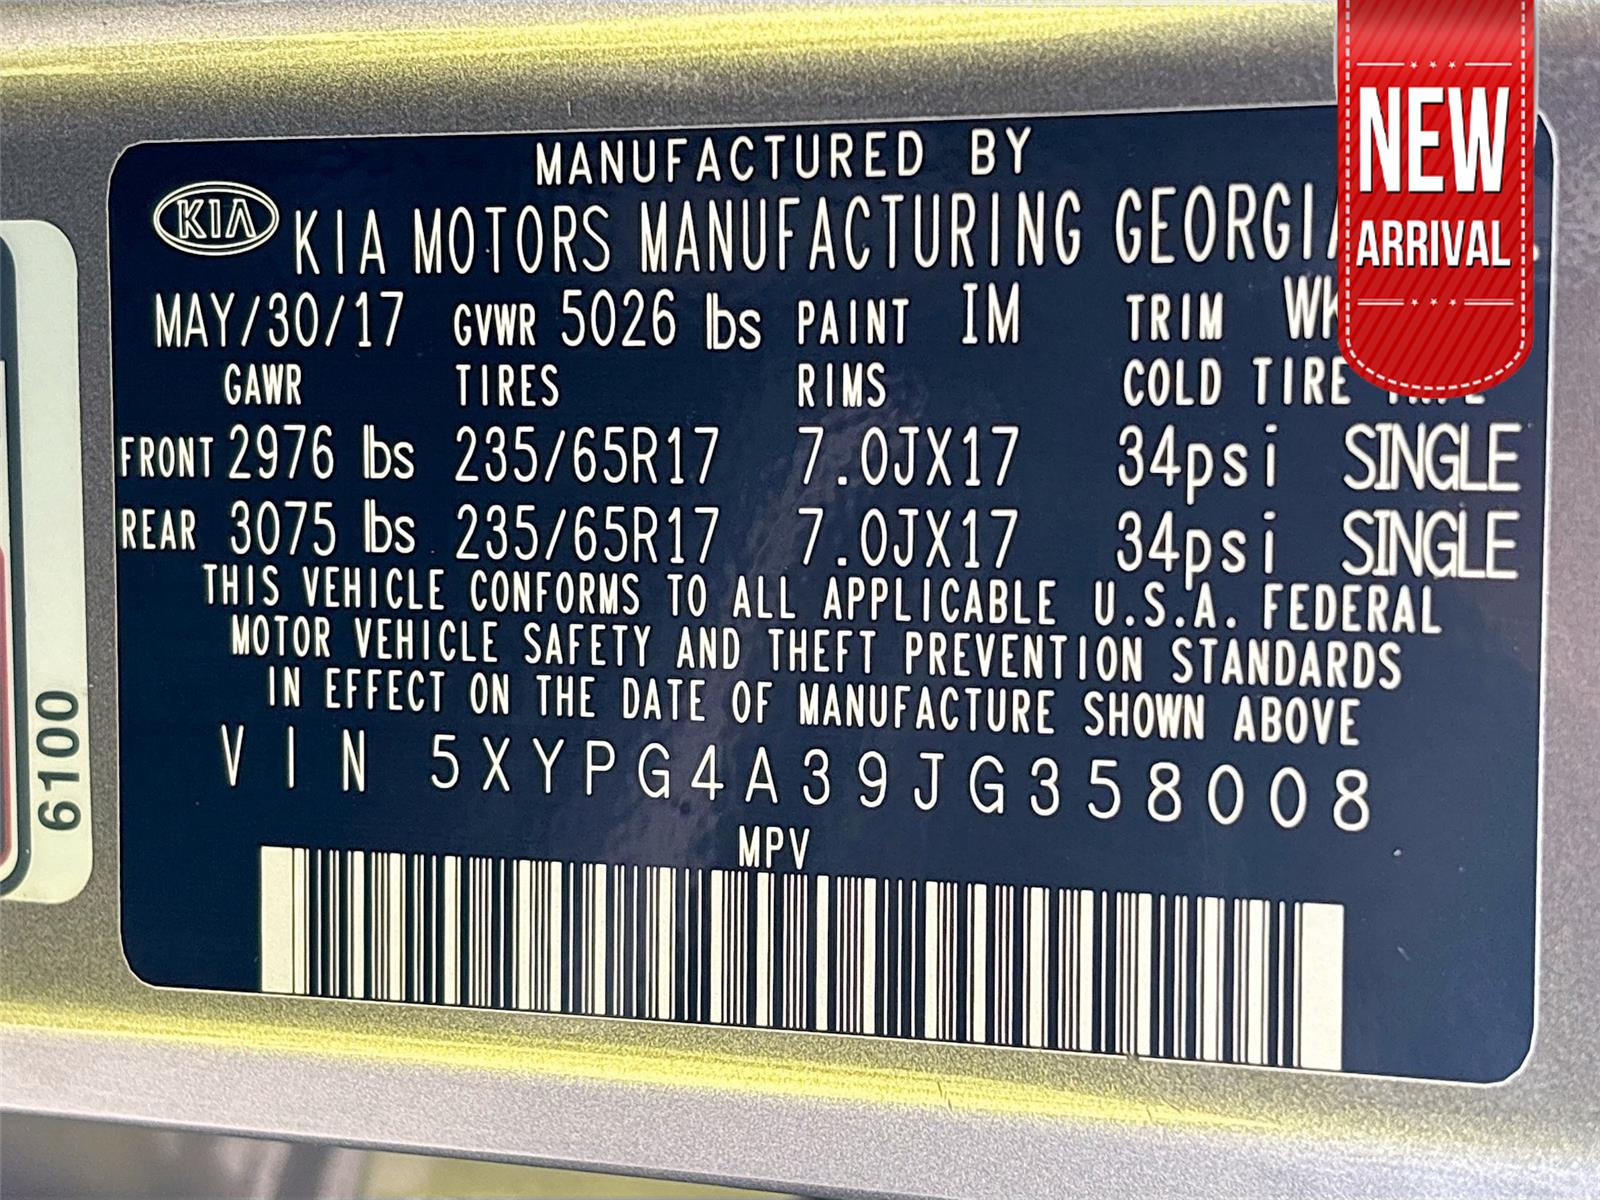 NEW
ARRIVAL
MANUFACTURED BY
KIA
KIA MOTORS MANUFACTURING
MAY/30/17 GVWR 5026 lbs PAINT IM TRIM
GAWR TIRES RIMS COLD TIRE
FRONT 2976 lbs 235/65R17 7.0JX17 34psi SINGLE
REAR 3075 lbs 235/65R17 7.0JX17 34psi SINGLE
THIS VEHICLE CONFORMS TO ALL APPLICABLE U.S.A. FEDERAL
MOTOR VEHICLE SAFETY AND THEFT PREVENTION STANDARDS
IN EFFECT ON THE DATE OF MANUFACTURE SHOWN ABOVE
VIN 5XYPG4A39JG358008
MPV
6100